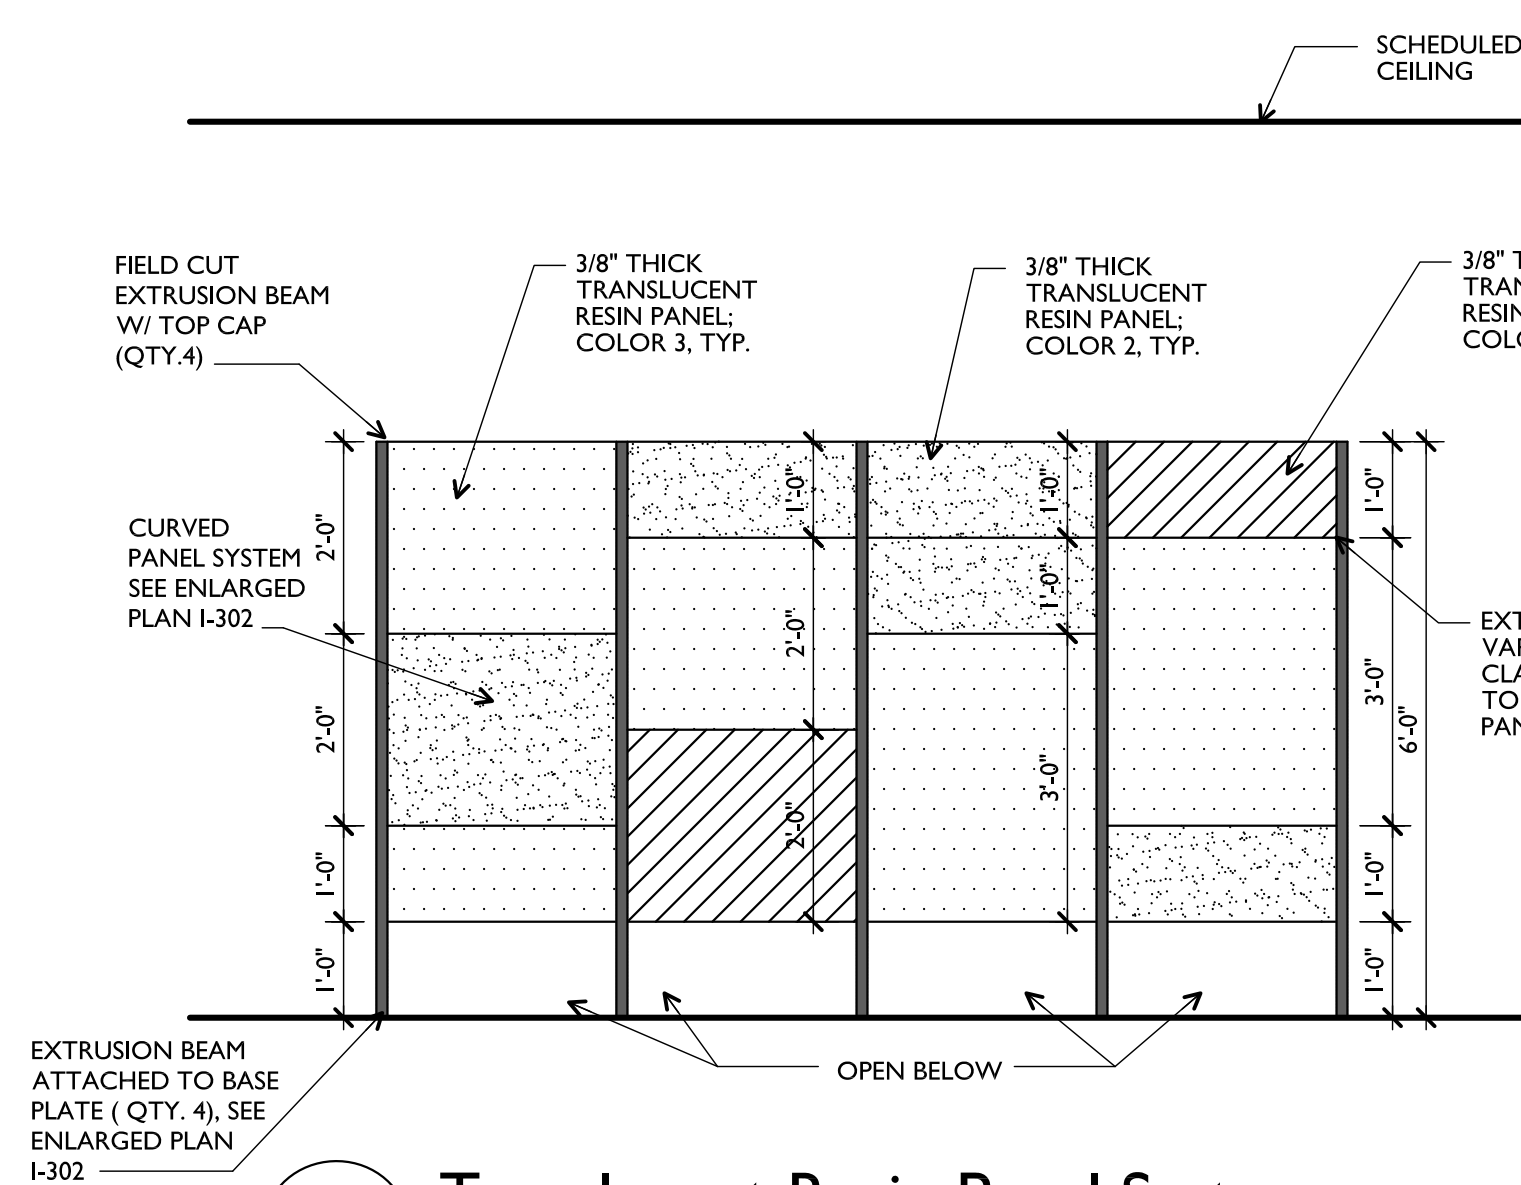 SCHEDULED
CEILING
FIELD CUT
EXTRUSION BEAM
W/ TOP CAP
(QTY.4)
3/8" THICK
TRANSLUCENT
RESIN PANEL;
COLOR 3, TYP.
3/8" THICK
TRANSLUCENT
RESIN PANEL;
COLOR 2, TYP.
3/8"
CURVED
PANEL SYSTEM
SEE ENLARGED
PLAN I-302
2'-0"
2'-0"
1'-0"
1'-0"
1'-0"
2'-0"
2'-0"
1'-0"
1'-0"
3'-0"
1'-0"
3'-0"
1'-0"
1'-0"
6'-0"
TO
OPEN BELOW
EXTRUSION BEAM
ATTACHED TO BASE
PLATE ( QTY. 4), SEE
ENLARGED PLAN
I-302